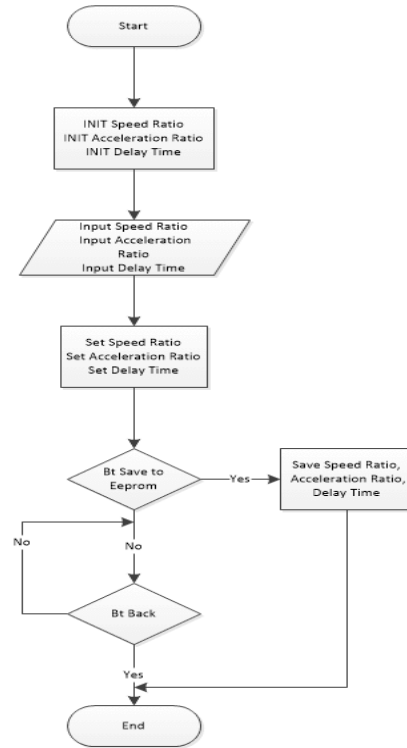 Start
INIT Speed Ratio
INIT Acceleration Ratio
INIT Delay Time
Input Speed Ratio
Input Acceleration
Ratio
Input Delay Time
Set Speed Ratio
Set Acceleration Ratio
Set Delay Time
Bt Save to
Eeprom
Yes
Save Speed Ratio,
Acceleration Ratio,
Delay Time
No
No
Bt Back
Yes
End